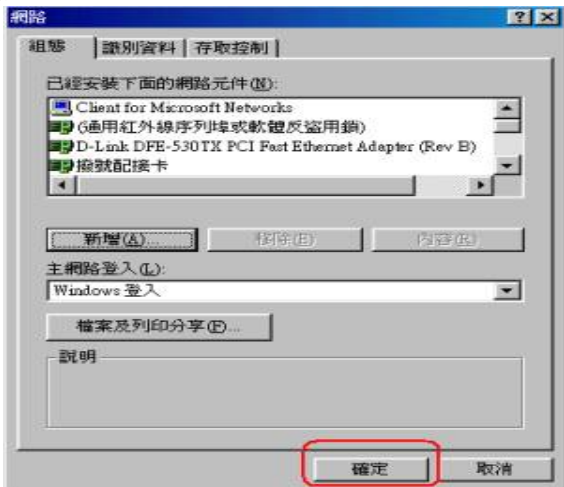 網路
組態 識別資料 存取控制
已經安裝下面的網路元件(N):
Client for Microsoft Networks
(通用紅外線序列埠或軟體反盜用鎖)
D-Link DFE-530TX PCI Fast Ethernet Adapter (Rev B)
撥號配接卡
新增(A)... 移除(E) 內容(R)
主網路登入(L):
Windows 登入
檔案及列印分享(F)...
說明
確定 取消